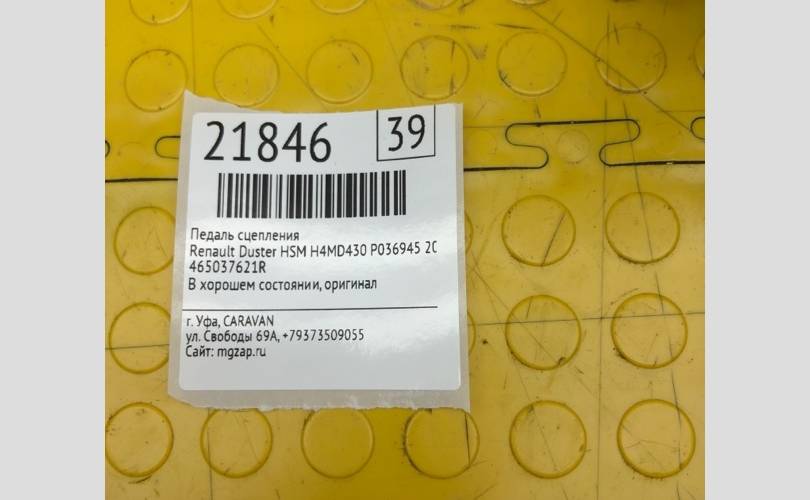 21846
39
Педаль сцепления
Renault Duster HSM H4MD430 P036945
465037621R
В хорошем состоянии, оригинал
г. Уфа, CARAVAN
ул. Свободы 69А, +79373509055
Сайт: mgzap.ru